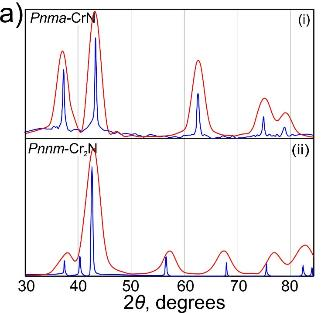 a)
Pnma-CrN (i)
Pnnm-Cr₂N (ii)
30 40 50 60 70 80
2θ, degrees